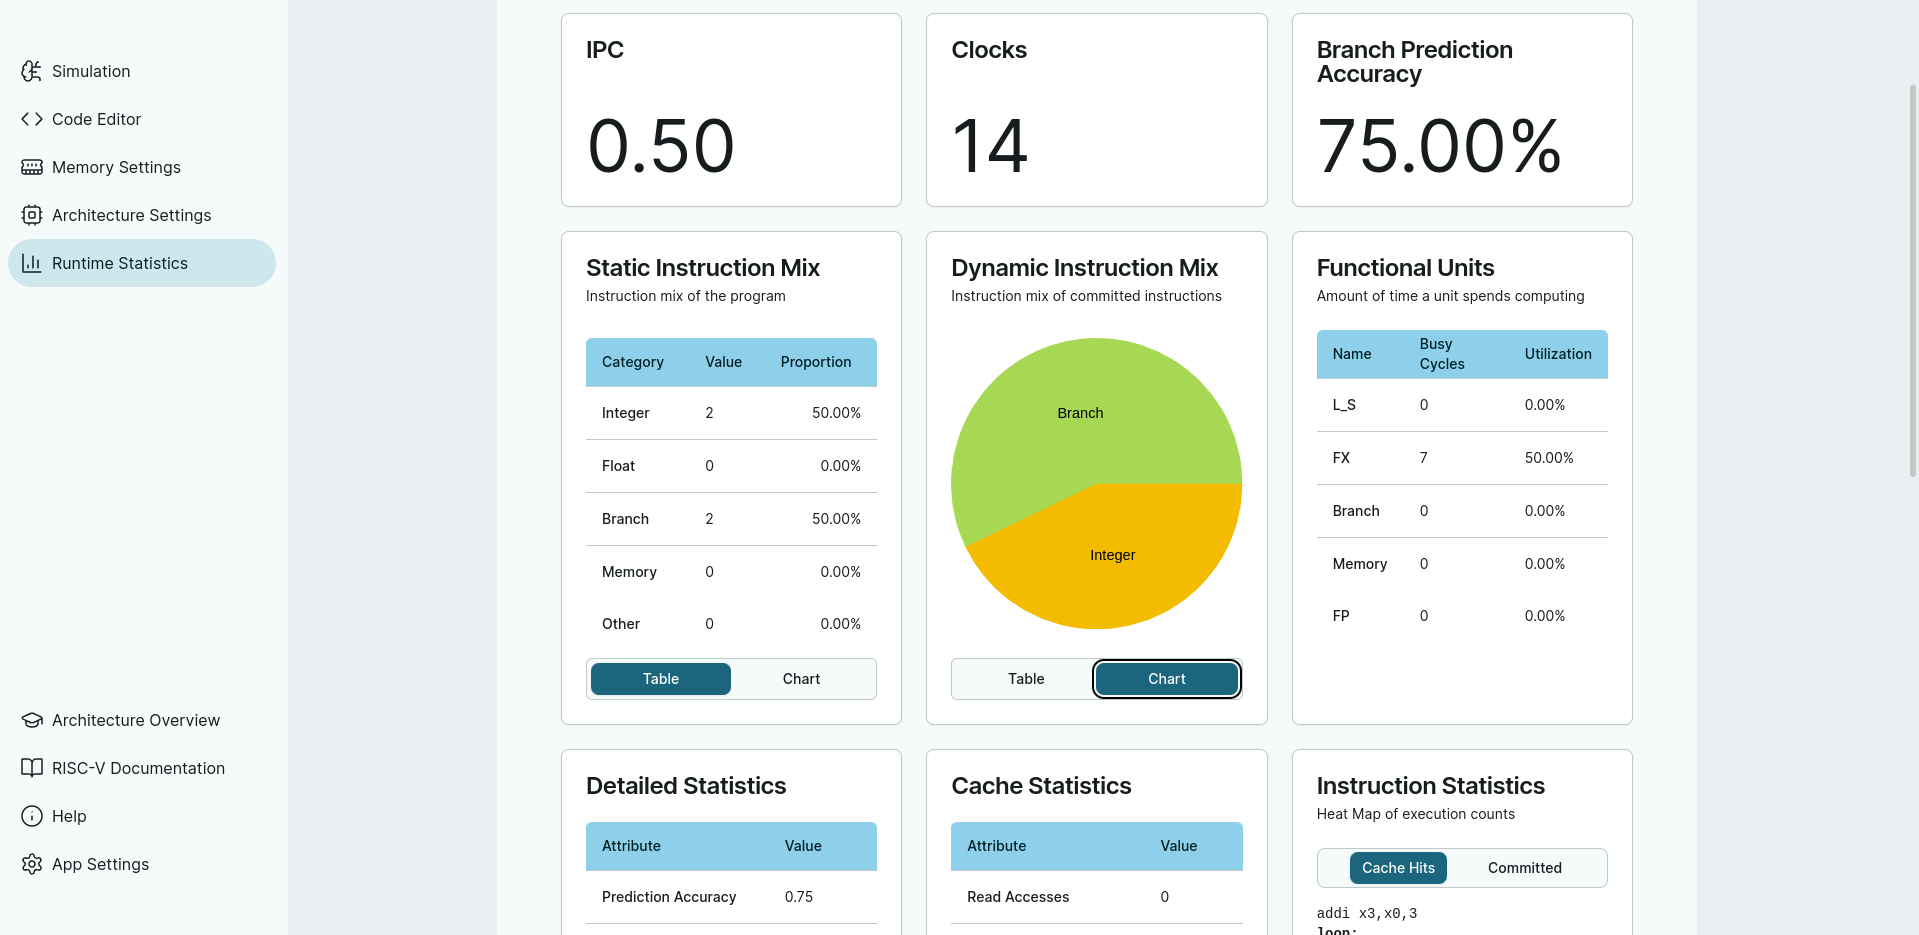 Simulation
Code Editor
Memory Settings
Architecture Settings
Runtime Statistics
Architecture Overview
RISC-V Documentation
Help
App Settings
IPC
0.50
Clocks
14
Branch Prediction
Accuracy
75.00%
Static Instruction Mix
Instruction mix of the program
Category Value Proportion
Integer 2 50.00%
Float 0 0.00%
Branch 2 50.00%
Memory 0 0.00%
Other 0 0.00%
Table Chart
Dynamic Instruction Mix
Instruction mix of committed instructions
Branch
Integer
Table Chart
Functional Units
Amount of time a unit spends computing
Name Busy Cycles Utilization
L_S 0 0.00%
FX 7 50.00%
Branch 0 0.00%
Memory 0 0.00%
FP 0 0.00%
Detailed Statistics
Attribute Value
Prediction Accuracy 0.75
Cache Statistics
Attribute Value
Read Accesses 0
Instruction Statistics
Heat Map of execution counts
Cache Hits Committed
addi x3,x0,3
loop: